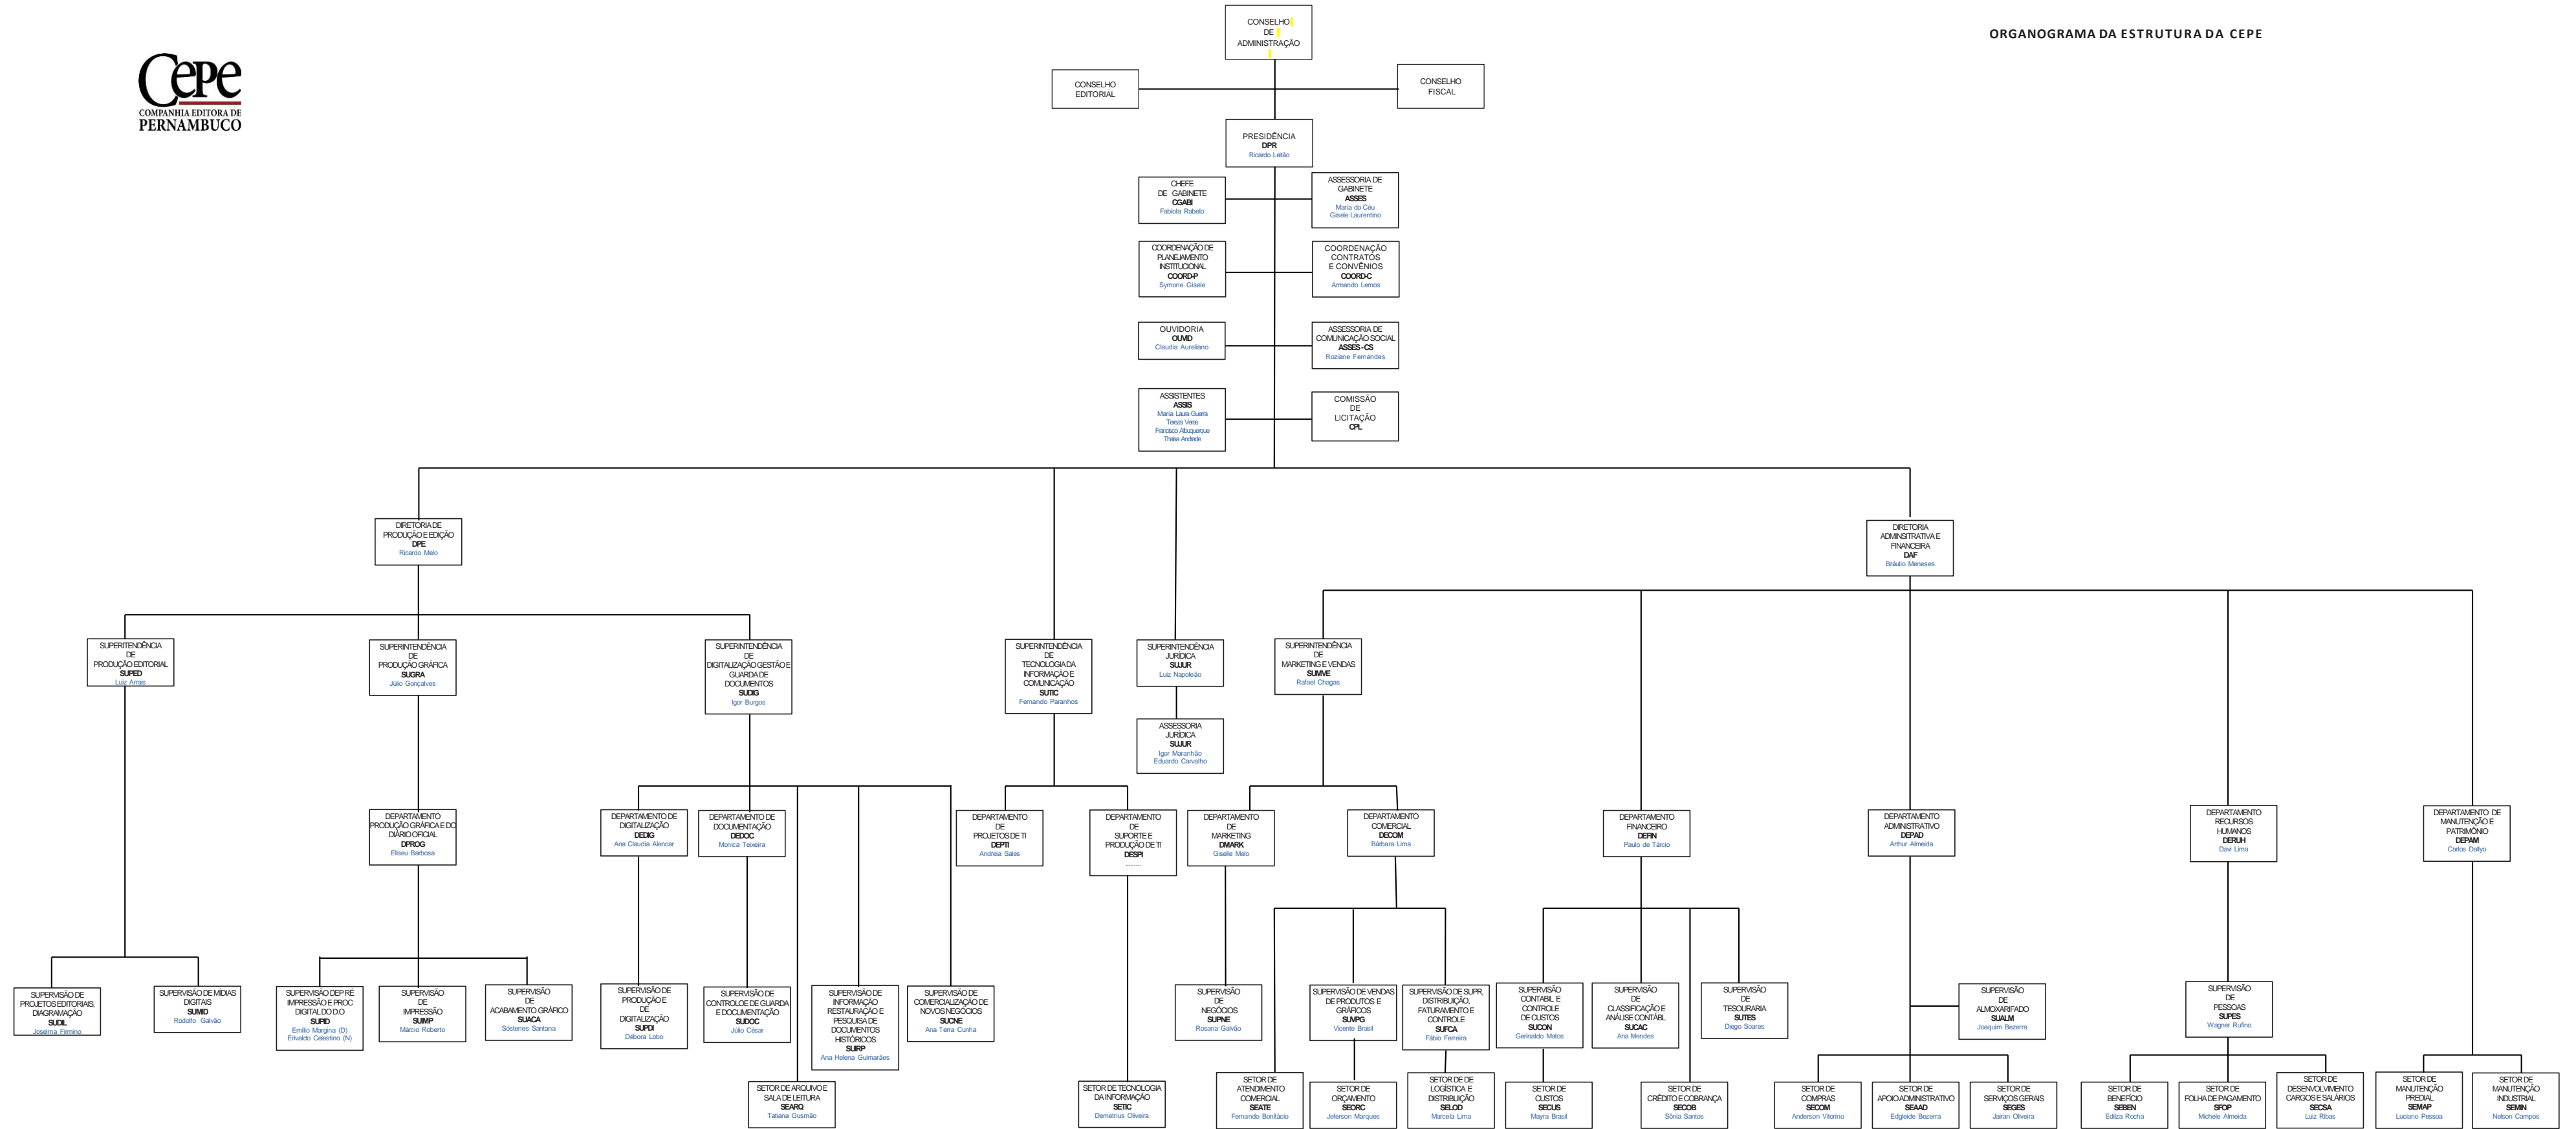 CONSELHO
DE
ADMINISTRAÇÃO
ORGANOGRAMA DA ESTRUTURA DA CEPE
Cepe
COMPANHIA EDITORA DE
PERNAMBUCO
CONSELHO
EDITORIAL
CONSELHO
FISCAL
PRESIDÊNCIA
DPR
Ricardo Leitão
CHEFE
DE GABINETE
CGABI
Fabiola Rabelo
ASSESSORIA DE
GABINETE
ASSES
Maria do Céu
Gisele Laurentino
COORDENAÇÃO DE
PLANEJAMENTO
INSTITUCIONAL
COORD-P
Symone Gisele
COORDENAÇÃO
CONTRATOS
E CONVÊNIOS
COORD-C
Armando Lemos
OUVIDORIA
OUVID
Claudia Aureliano
ASSESSORIA DE
COMUNICAÇÃO SOCIAL
ASSES - CS
Roziane Fernandes
ASSISTENTES
ASSIS
Maria Laura Guerra
Tereza Veras
Francisco Albuquerque
Thaísa Andrade
COMISSÃO
DE
LICITAÇÃO
CPL
DIRETORIA DE
PRODUÇÃO E EDIÇÃO
DPE
Ricardo Melo
DIRETORIA
ADMINSITRATIVA E
FINANCEIRA
DAF
Bráulio Meneses
SUPERITENDÊNCIA
DE
PRODUÇÃO EDITORIAL
SUPED
Luiz Arrais
SUPERINTENDÊNCIA
DE
PRODUÇÃO GRÁFICA
SUGRA
Júlio Gonçalves
SUPERINTENDÊNCIA
DE
DIGITALIZAÇÃO GESTÃO E
GUARDA DE
DOCUMENTOS
SUDIG
Igor Burgos
SUPERINTENDÊNCIA
DE
TECNOLOGIA DA
INFORMAÇÃO E
COMUNICAÇÃO
SUTIC
Fernando Paranhos
SUPERINTENDÊNCIA
JURÍDICA
SUJUR
Luiz Napoleão
SUPERINTENDÊNCIA
DE
MARKETING E VENDAS
SUMVE
Rafael Chagas
ASSESSORIA
JURÍDICA
SUJUR
Igor Maranhão
Eduardo Carvalho
DEPARTAMENTO
PRODUÇÃO GRÁFICA E DO
DIÁRIO OFICIAL
DPROG
Eliseu Barbosa
DEPARTAMENTO DE
DIGITALIZAÇÃO
DEDIG
Ana Claudia Alencar
DEPARTAMENTO DE
DOCUMENTAÇÃO
DEDOC
Monica Teixeira
DEPARTAMENTO
DE
PROJETOS DE TI
DEPTI
Andreia Sales
DEPARTAMENTO
DE
SUPORTE E
PRODUÇÃO DE TI
DESPI
........
DEPARTAMENTO
DE
MARKETING
DMARK
Giselle Melo
DEPARTAMENTO
COMERCIAL
DECOM
Bárbara Lima
DEPARTAMENTO
FINANCEIRO
DEFIN
Paulo de Tárcio
DEPARTAMENTO
ADMINISTRATIVO
DEPAD
Arthur Almeida
DEPARTAMENTO
RECURSOS
HUMANOS
DERUH
Davi Lima
DEPARTAMENTO DE
MANUTENÇÃO E
PATRIMÔNIO
DEPAM
Carlos Dallyo
SUPERVISÃO DE
PROJETOS EDITORIAIS,
DIAGRAMAÇÃO
SUDIL
Joselma Firmino
SUPERVISÃO DE MÍDIAS
DIGITAIS
SUMID
Rodolfo Galvão
SUPERVISÃO DEP RÉ
IMPRESSÃO E PROC
DIGITAL DO D.O
SUPID
Emílio Margina (D)
Erivaldo Celestino (N)
SUPERVISÃO
DE
IMPRESSÃO
SUIMP
Márcio Roberto
SUPERVISÃO
DE
ACABAMENTO GRÁFICO
SUACA
Sóstenes Santana
SUPERVISÃO DE
PRODUÇÃO E
DE
DIGITALIZAÇÃO
SUPDI
Débora Lobo
SUPERVISÃO DE
CONTROLOE DE GUARDA
E DOCUMENTAÇÃO
SUDOC
Júlio César
SUPERVISÃO DE
INFORMAÇÃO
RESTAURAÇÃO E
PESQUISA DE
DOCUMENTOS
HISTÓRICOS
SUIRP
Ana Helena Guimarães
SUPERVISÃO DE
COMERCIALIZAÇÃO DE
NOVOS NEGÓCIOS
SUCNE
Ana Terra Cunha
SUPERVISÃO
DE
NEGÓCIOS
SUPNE
Rosana Galvão
SUPERVISÃO DE VENDAS
DE PRODUTOS E
GRÁFICOS
SUVPG
Vicente Brasil
SUPERVISÃO DE SUPR,
DISTRIBUIÇÃO,
FATURAMENTO E
CONTROLE
SUFCA
Fábio Ferreira
SUPERVISÃO
CONTABIL E
CONTROLE
DE CUSTOS
SUCON
Gerinaldo Matos
SUPERVISÃO
DE
CLASSIFICAÇÃO E
ANÁLISE CONTÁBL
SUCAC
Ana Mendes
SUPERVISÃO
DE
TESOURARIA
SUTES
Diego Soares
SUPERVISÃO
DE
ALMOXARIFADO
SUALM
Joaquim Bezerra
SUPERVISÃO
DE
PESSOAS
SUPES
Wagner Rufino
SETOR DE ARQUIVO E
SALA DE LEITURA
SEARQ
Tatiana Gusmão
SETOR DE TECNOLOGIA
DA INFORMAÇÃO
SETIC
Demetrius Oliveira
SETOR DE
ATENDIMENTO
COMERCIAL
SEATE
Fernando Bonifácio
SETOR DE
ORÇAMENTO
SEORC
Jeferson Marques
SETOR DE DE
LOGÍSTICA E
DISTRIBUIÇÃO
SELOD
Marcela Lima
SETOR DE
CUSTOS
SECUS
Mayra Brasil
SETOR DE
CRÉDITO E COBRANÇA
SECOB
Sônia Santos
SETOR DE
COMPRAS
SECOM
Anderson Vitorino
SETOR DE
APOIO ADMINISTRATIVO
SEAAD
Edgleide Bezerra
SETOR DE
SERVIÇOS GERAIS
SEGES
Jairan Oliveira
SETOR DE
BENEFÍCIO
SEBEN
Edilza Rocha
SETOR DE
FOLHA DE PAGAMENTO
SFOP
Michele Almeida
SETOR DE
DESENVOLVIMENTO
CARGOS E SALÁRIOS
SECSA
Luiz Ribas
SETOR DE
MANUTENÇÃO
PREDIAL
SEMAP
Luciano Pessoa
SETOR DE
MANUTENÇÃO
INDUSTRIAL
SEMIN
Nelson Campos